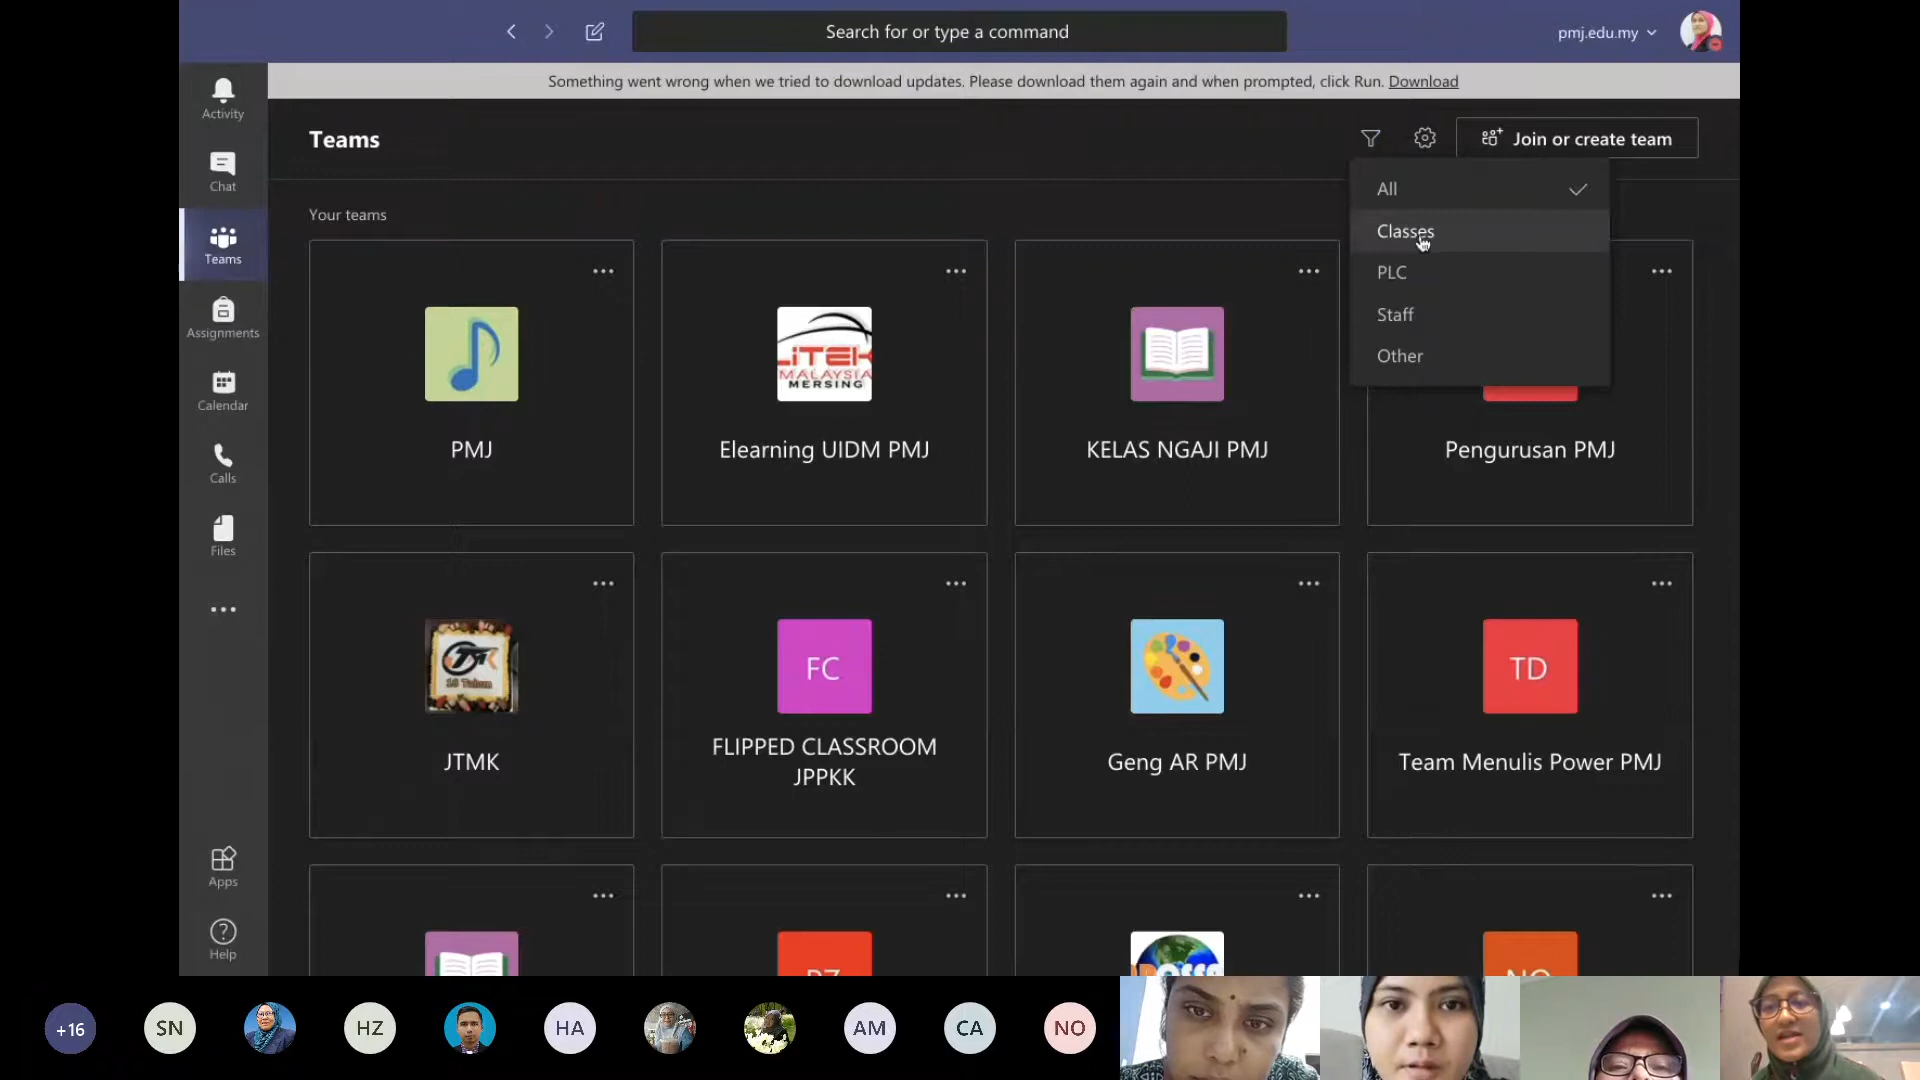 Search for or type a command
pmj.edu.my
Something went wrong when we tried to download updates. Please download them again and when prompted, click Run. Download
Activity
Chat
Teams
Assignments
Calendar
Calls
Files
Apps
Help
Teams
Join or create team
All
Classes
PLC
Staff
Other
Your teams
MALAYSIA
MERSING
PMJ
Elearning UIDM PMJ
KELAS NGAJI PMJ
Pengurusan PMJ
FC
TD
JTMK
FLIPPED CLASSROOM
JPPKK
Geng AR PMJ
Team Menulis Power PMJ
+16
SN
HZ
HA
AM
CA
NO